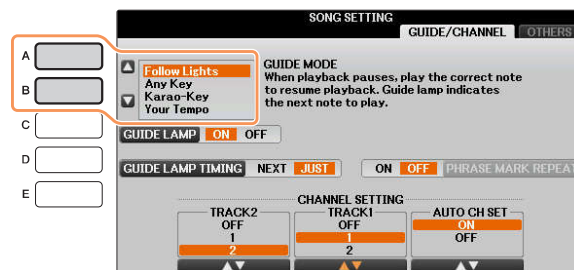 SONG SETTING
GUIDE/CHANNEL OTHERS
A
B
C
D
E
Follow Lights
Any Key
Karao-Key
Your Tempo
GUIDE MODE
When playback pauses, play the correct note
to resume playback. Guide lamp indicates
the next note to play.
GUIDE LAMP ON OFF
GUIDE LAMP TIMING NEXT JUST ON OFF PHRASE MARK REPEAT
CHANNEL SETTING
TRACK2 TRACK1 AUTO CH SET
OFF OFF ON
1 1 OFF
2 2